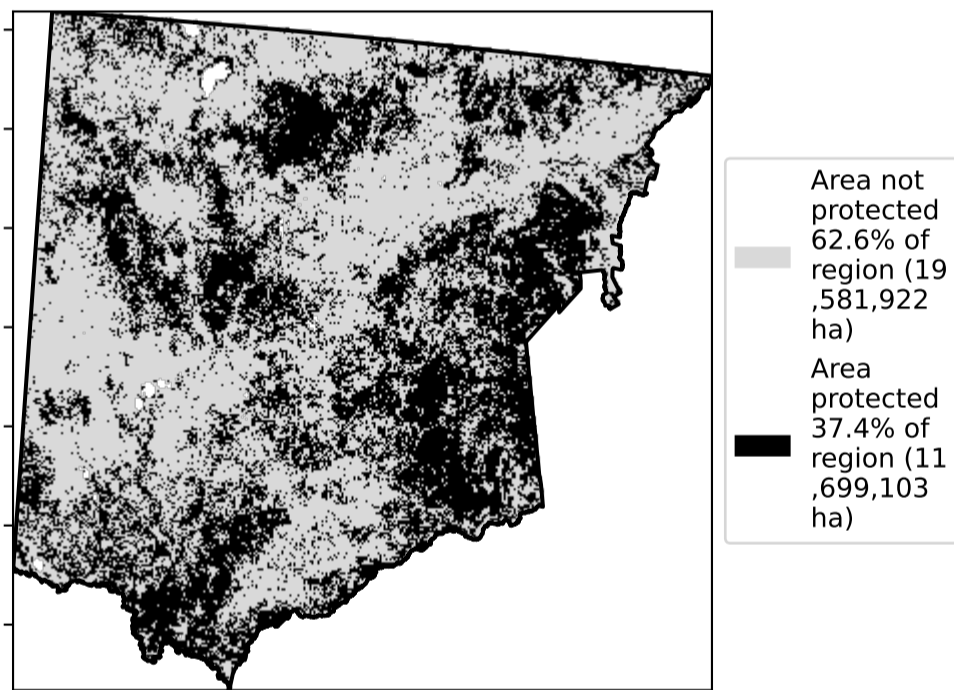 Area not
protected
62.6% of
region (19
,581,922
ha)
Area
protected
37.4% of
region (11
,699,103
ha)